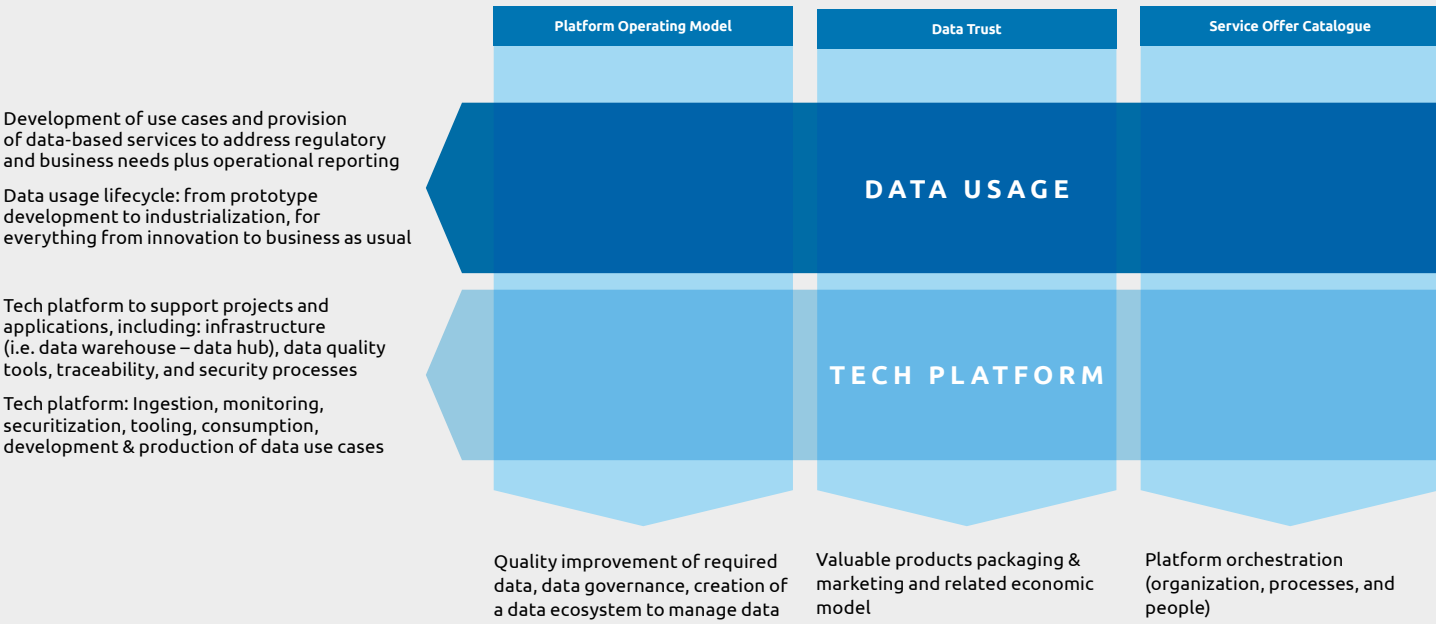 Platform Operating Model
Data Trust
Service Offer Catalogue
Development of use cases and provision
of data-based services to address regulatory
and business needs plus operational reporting
Data usage lifecycle: from prototype
development to industrialization, for
everything from innovation to business as usual
DATA USAGE
Tech platform to support projects and
applications, including: infrastructure
(i.e. data warehouse – data hub), data quality
tools, traceability, and security processes
Tech platform: Ingestion, monitoring,
securitization, tooling, consumption,
development & production of data use cases
TECH PLATFORM
Quality improvement of required
data, data governance, creation of
a data ecosystem to manage data
Valuable products packaging &
marketing and related economic
model
Platform orchestration
(organization, processes, and
people)